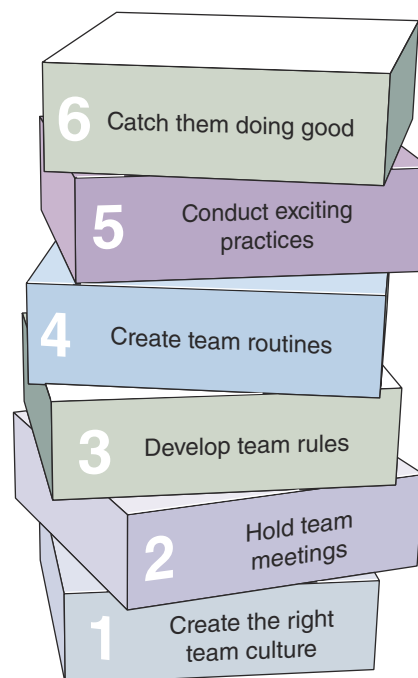 6 Catch them doing good
5 Conduct exciting
practices
4 Create team routines
3 Develop team rules
2 Hold team
meetings
1 Create the right
team culture